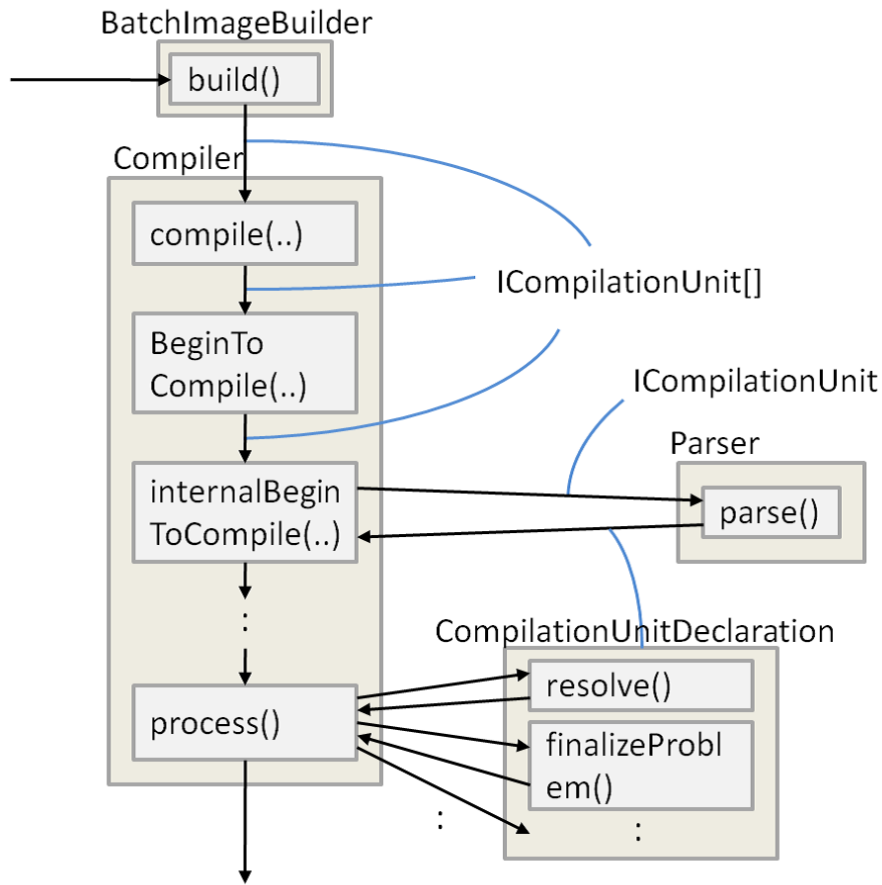 BatchImageBuilder
build()
Compiler
compile(..)
ICompilationUnit[]
BeginTo
Compile(..)
ICompilationUnit
Parser
internalBegin
ToCompile(..)
parse()
:
CompilationUnitDeclaration
resolve()
process()
finalizeProbl
em()
:
: